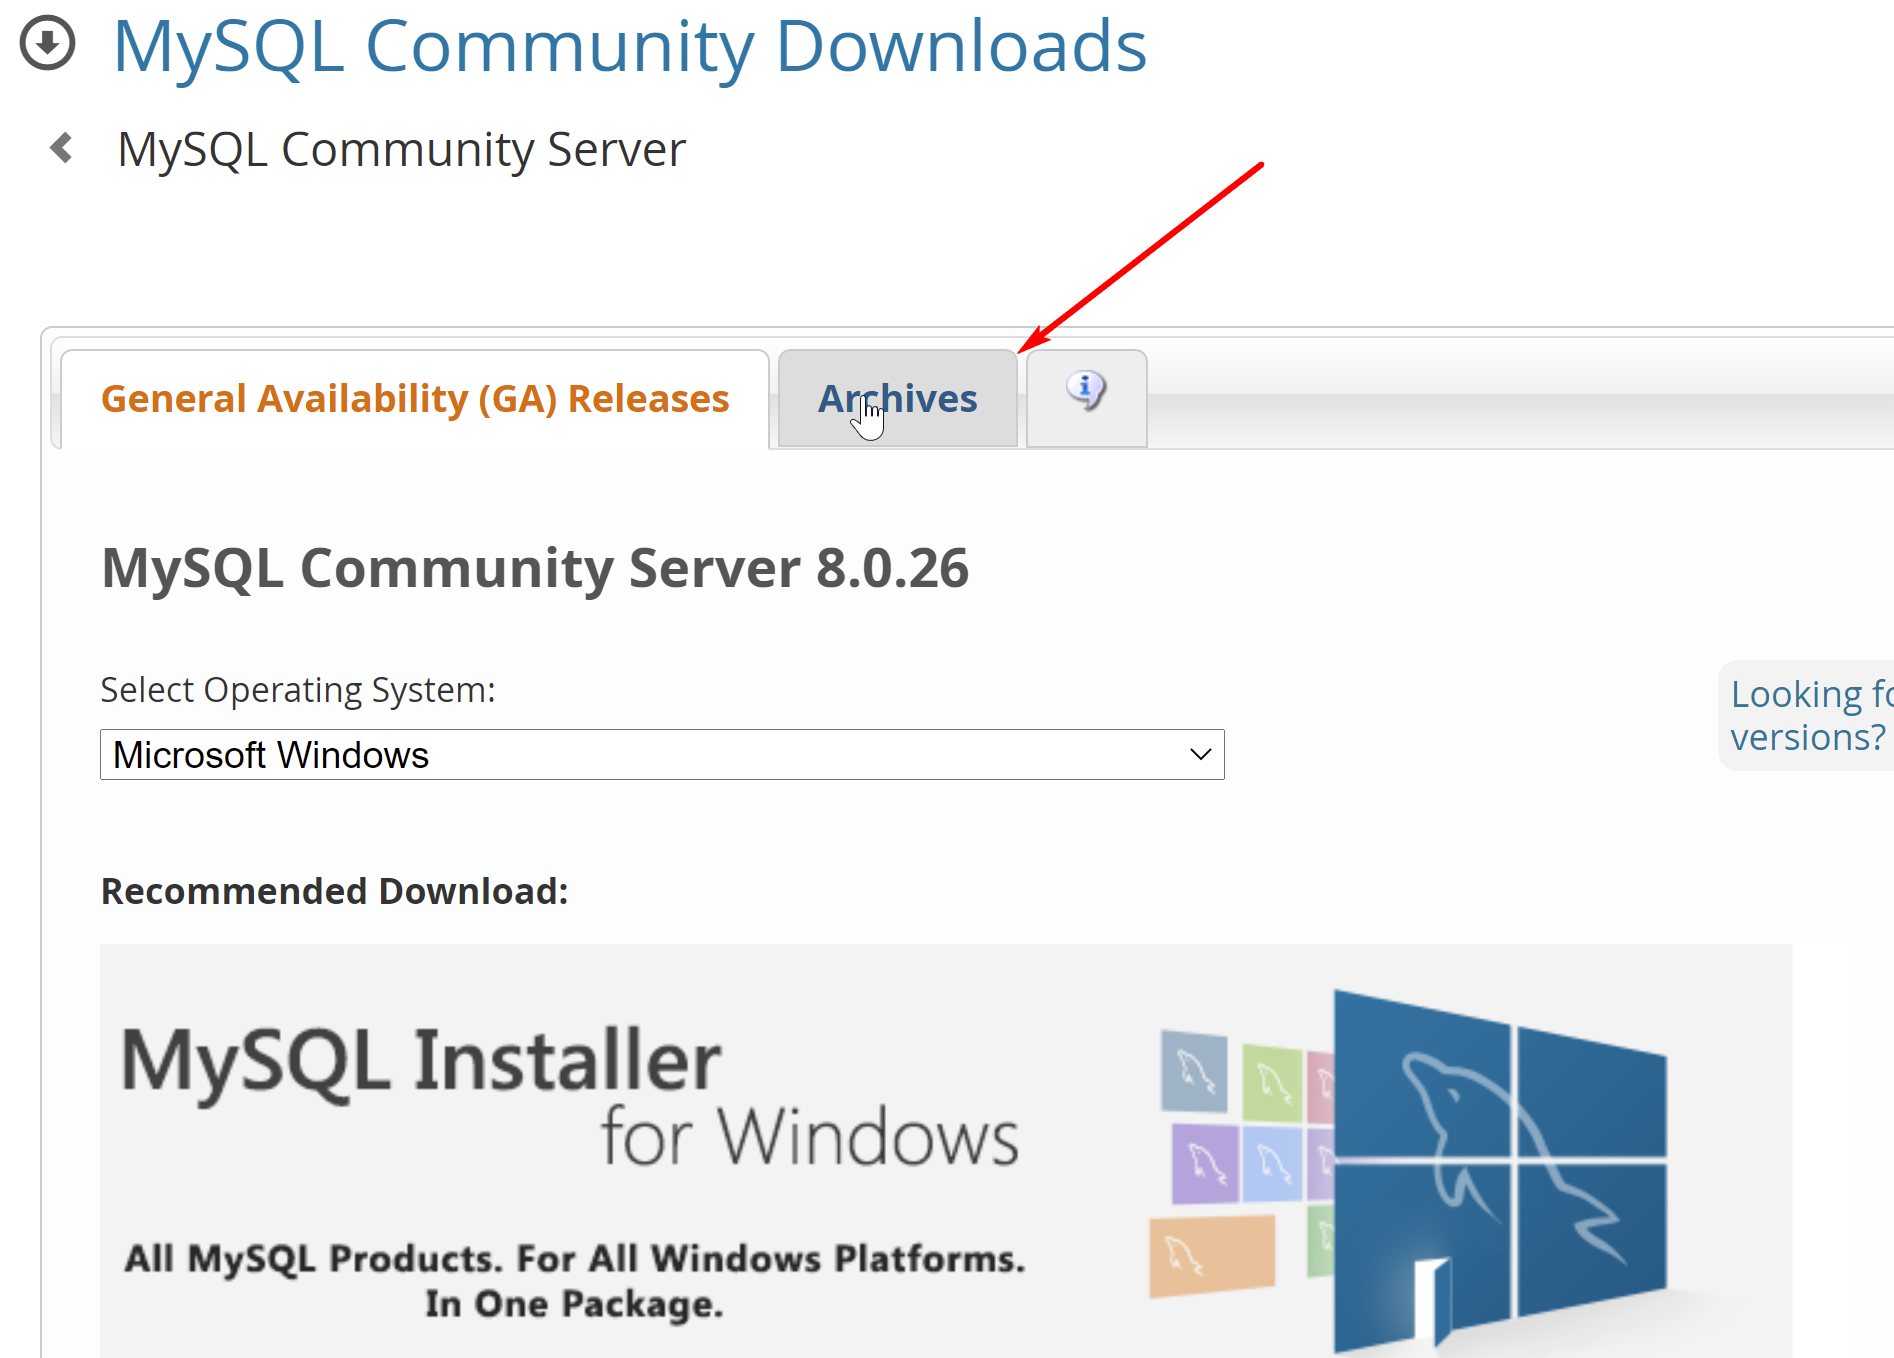 MySQL Community Downloads
MySQL Community Server
General Availability (GA) Releases
Archives
MySQL Community Server 8.0.26
Select Operating System:
Looking
versions?
Microsoft Windows
Recommended Download:
MySQL Installer
for Windows
All MySQL Products. For All Windows Platforms.
In One Package.